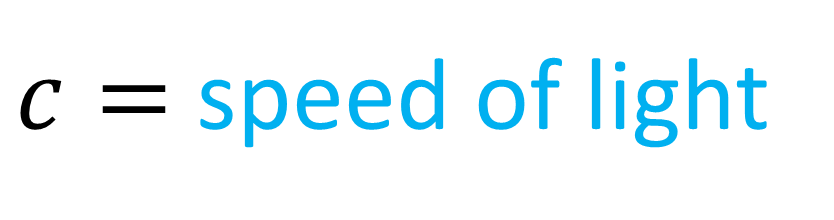 c = speed of light